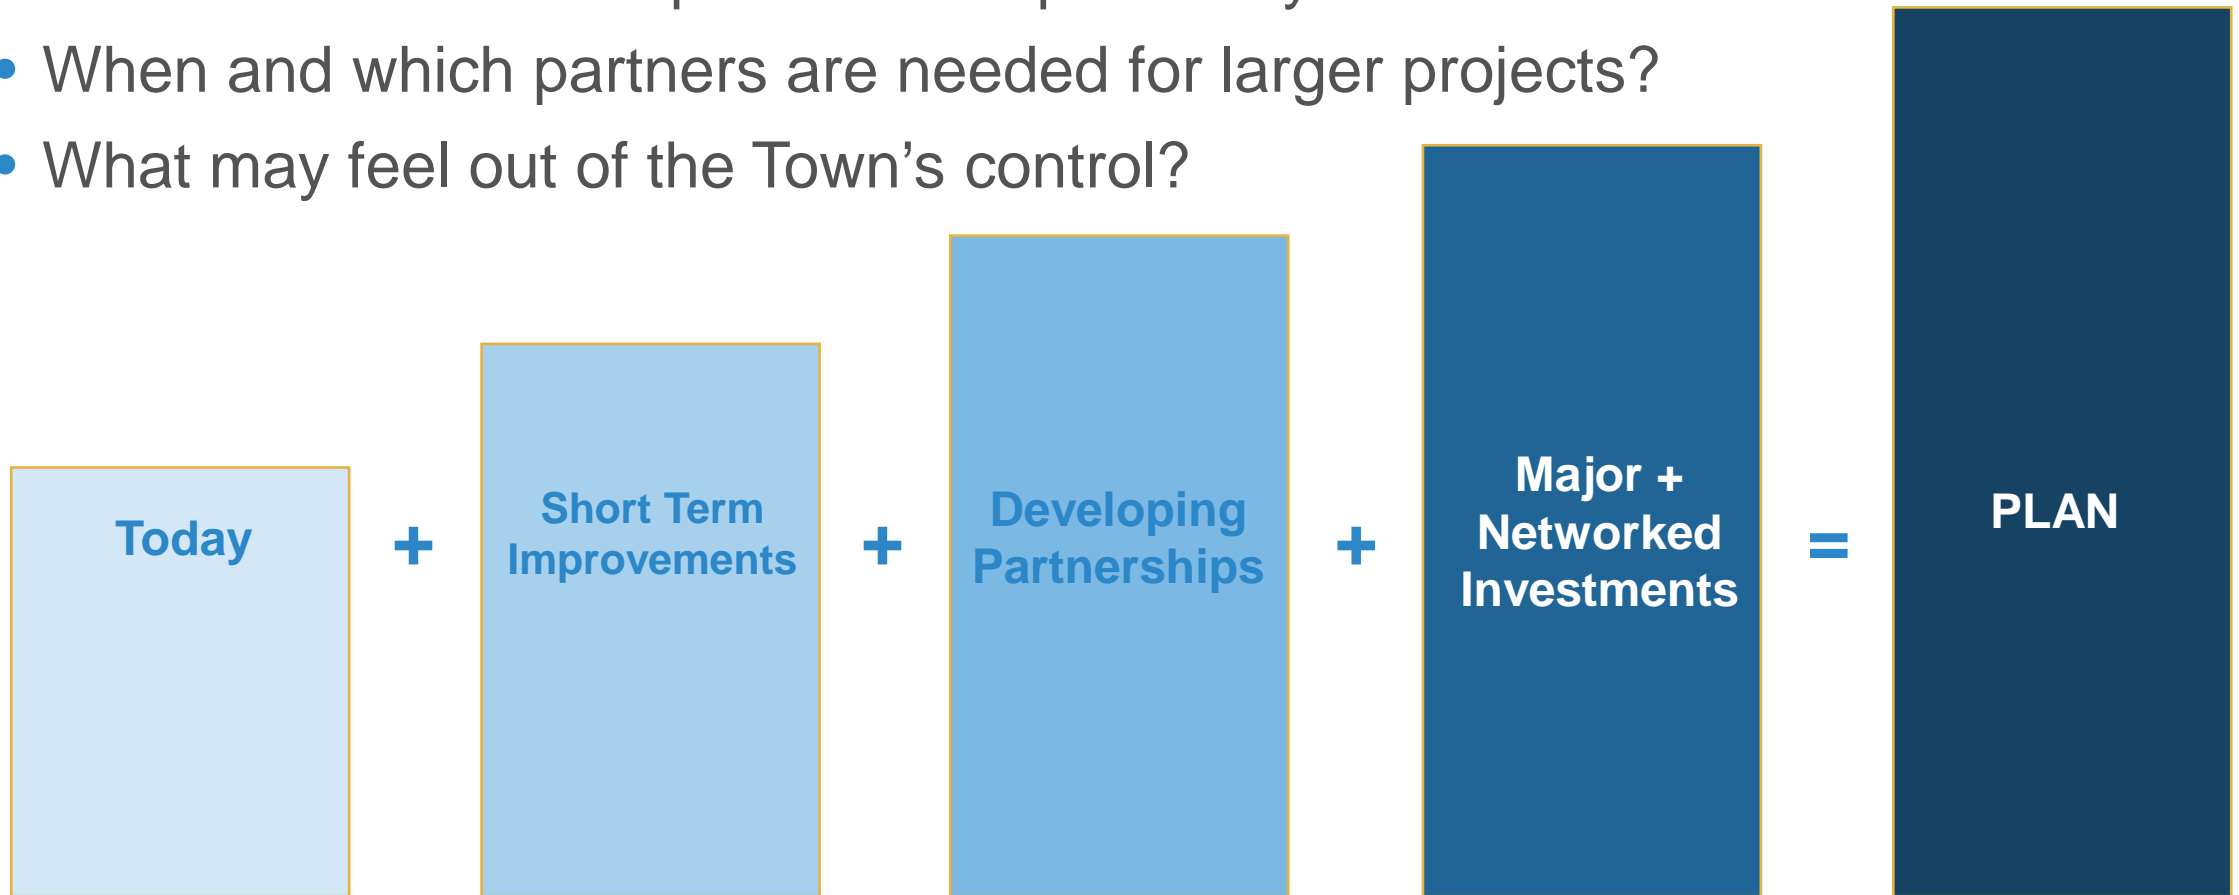 • When and which partners are needed for larger projects?
• What may feel out of the Town’s control?
Today
+
Short Term
Improvements
+
Developing
Partnerships
+
Major +
Networked
Investments
=
PLAN